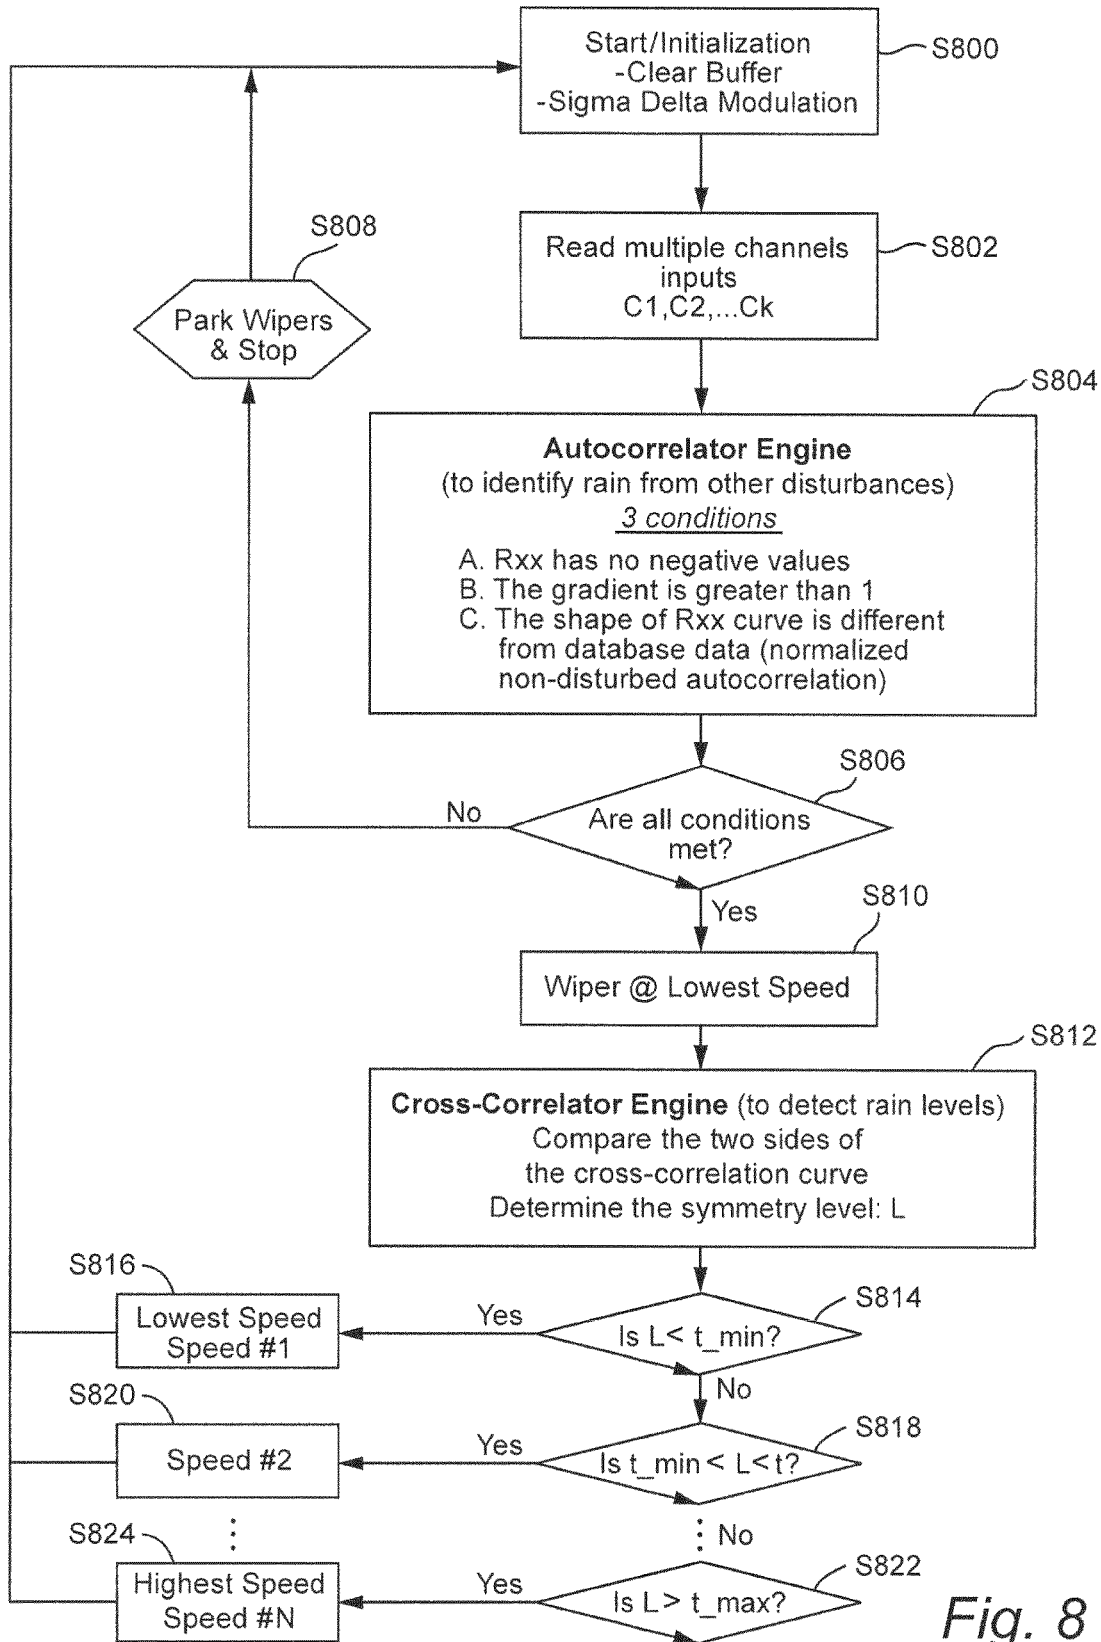 Start/Initialization
-Clear Buffer
-Sigma Delta Modulation
S800
Read multiple channels
inputs
C1,C2,...Ck
S802
S808
Park Wipers
& Stop
S804
Autocorrelator Engine
(to identify rain from other disturbances)
3 conditions
A. Rxx has no negative values
B. The gradient is greater than 1
C. The shape of Rxx curve is different
from database data (normalized
non-disturbed autocorrelation)
S806
No
Are all conditions
met?
Yes
S810
Wiper @ Lowest Speed
S812
Cross-Correlator Engine (to detect rain levels)
Compare the two sides of
the cross-correlation curve
Determine the symmetry level: L
S816
Lowest Speed
Speed #1
Yes
Is L< t_min?
S814
No
S820
Speed #2
Yes
Is t_min < L<t?
S818
No
S824
Highest Speed
Speed #N
Yes
Is L> t_max?
S822
Fig. 8